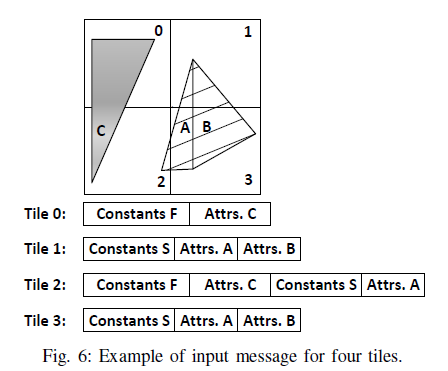 0 1
C A B
2 3
Tile 0: Constants F Attrs. C
Tile 1: Constants S Attrs. A Attrs. B
Tile 2: Constants F Attrs. C Constants S Attrs. A
Tile 3: Constants S Attrs. A Attrs. B
Fig. 6: Example of input message for four tiles.